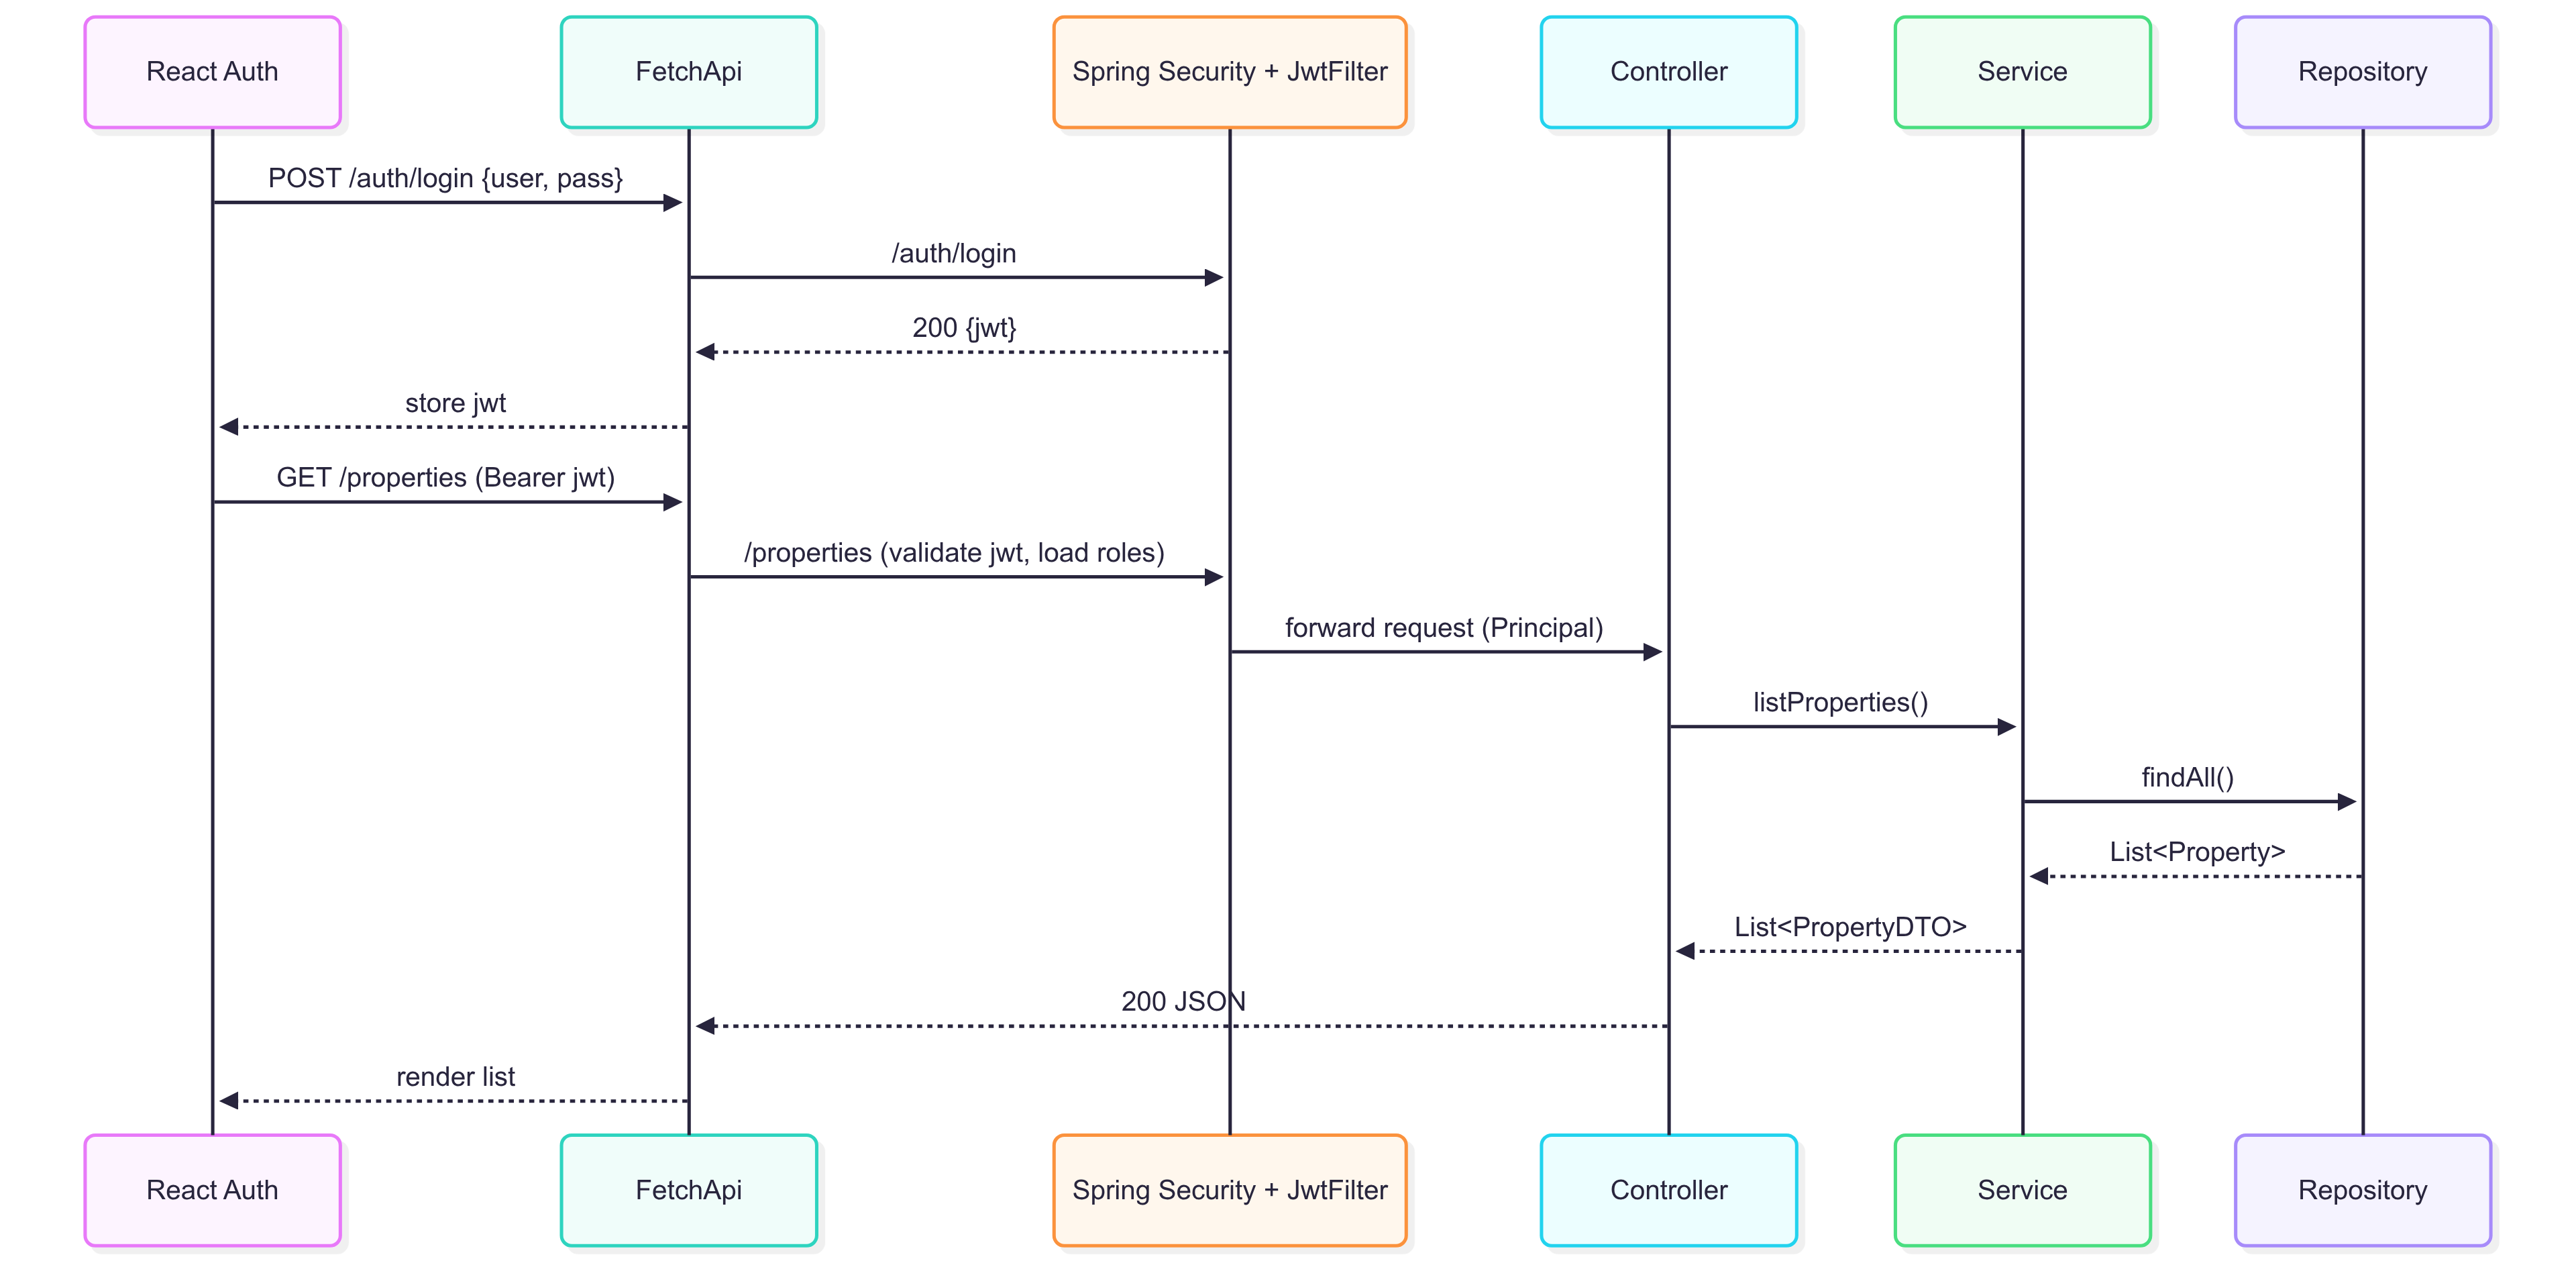 React Auth
FetchApi
Spring Security + JwtFilter
Controller
Service
Repository
POST /auth/login {user, pass}
/auth/login
200 {jwt}
store jwt
GET /properties (Bearer jwt)
/properties (validate jwt, load roles)
forward request (Principal)
listProperties()
findAll()
List<Property>
List<PropertyDTO>
200 JSON
render list
React Auth
FetchApi
Spring Security + JwtFilter
Controller
Service
Repository